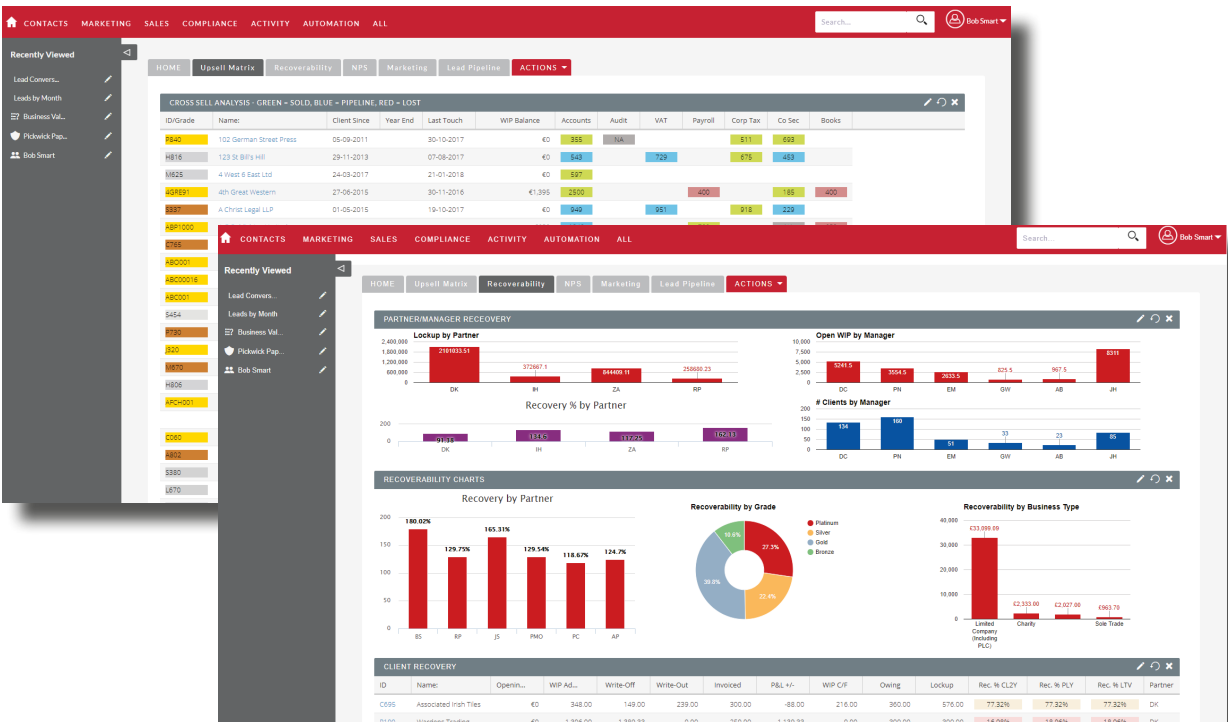 CONTACTS MARKETING SALES COMPLIANCE ACTIVITY AUTOMATION ALL Search... Bob Smart
Recently Viewed
Lead Convers...
Leads by Month
Business Val...
Pickwick Pap...
Bob Smart
HOME Upsell Matrix Recoverability NPS Marketing Lead Pipeline ACTIONS
CROSS SELL ANALYSIS - GREEN = SOLD, BLUE = PIPELINE, RED = LOST
ID/Grade Name: Client Since Year End Last Touch WIP Balance Accounts Audit VAT Payroll Corp Tax Co Sec Books
P840 102 German Street Press 05-09-2011 30-10-2017 €0 355 NA 511 693
H816 123 St Bill's Hill 29-11-2013 07-08-2017 €0 543 729 675 483
M625 4 West 6 East Ltd 24-03-2017 21-01-2018 €0 597
4GRE91 4th Great Western 27-06-2015 30-11-2016 €1,395 2500 400 185 400
S337 A Christ Legal LLP 01-05-2015 19-10-2017 €0 949 951 918 229
ABP1000
C765
ABO001
ABC00016
ABC001
S454
P730
J320
M670
H806
AFCH001
C060
A802
S380
L670
CONTACTS MARKETING SALES COMPLIANCE ACTIVITY AUTOMATION ALL Search... Bob Smart
Recently Viewed
Lead Convers...
Leads by Month
Business Val...
Pickwick Pap...
Bob Smart
HOME Upsell Matrix Recoverability NPS Marketing Lead Pipeline ACTIONS
PARTNER/MANAGER RECEOVERY
Lockup by Partner
2,400,000
1,800,000
1,200,000
600,000
0
2101033.51 372667.1 844409.11 258680.23
DK IH ZA RP
Open WIP by Manager
10,000
7,500
5,000
2,500
0
5241.5 3554.5 2633.5 825.5 967.5 8311
DC PN EM GW AB JH
Recovery % by Partner
200
0
91.38 134.6 117.25 162.13
DK IH ZA RP
# Clients by Manager
200
150
100
50
0
134 160 51 33 23 85
DC PN EM GW AB JH
RECOVERABILITY CHARTS
Recovery by Partner
200
150
100
50
0
180.02% 129.75% 165.31% 129.54% 118.67% 124.7%
BS RP JS PMO PC AP
Recoverability by Grade
27.3%
22.4%
39.8%
10.6%
Platinum
Silver
Gold
Bronze
Recoverability by Business Type
40,000
30,000
20,000
10,000
0
€33,099.09 €2,333.00 €2,027.00 €963.79
Limited Company (Including PLC) Charity Sole Trade
CLIENT RECOVERY
ID Name: Openin... WIP Ad... Write-Off Write-Out Invoiced P&L +/- WIP C/F Owing Lockup Rec. % CL2Y Rec. % PLY Rec. % LTV Partner
C695 Associated Irish Tiles €0 348.00 149.00 239.00 300.00 -88.00 216.00 360.00 576.00 77.32% 77.32% 77.32% DK